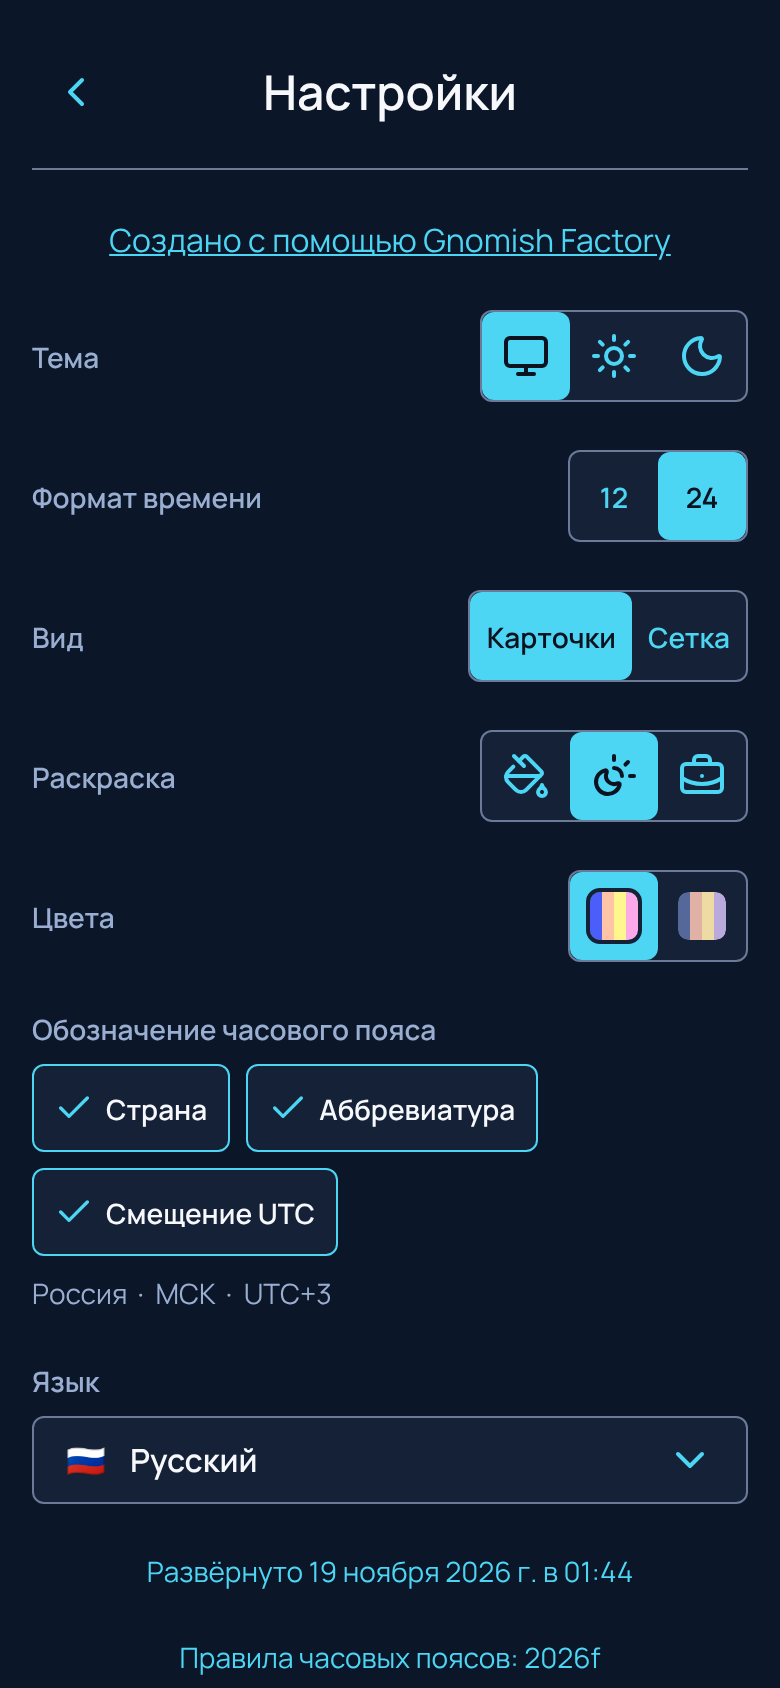 Настройки
Создано с помощью Gnomish Factory
Тема
Формат времени
12 24
Вид
Карточки Сетка
Раскраска
Цвета
Обозначение часового пояса
Страна Аббревиатура
Смещение UTC
Россия · МСК · UTC+3
Язык
Русский
Развёрнуто 19 ноября 2026 г. в 01:44
Правила часовых поясов: 2026f